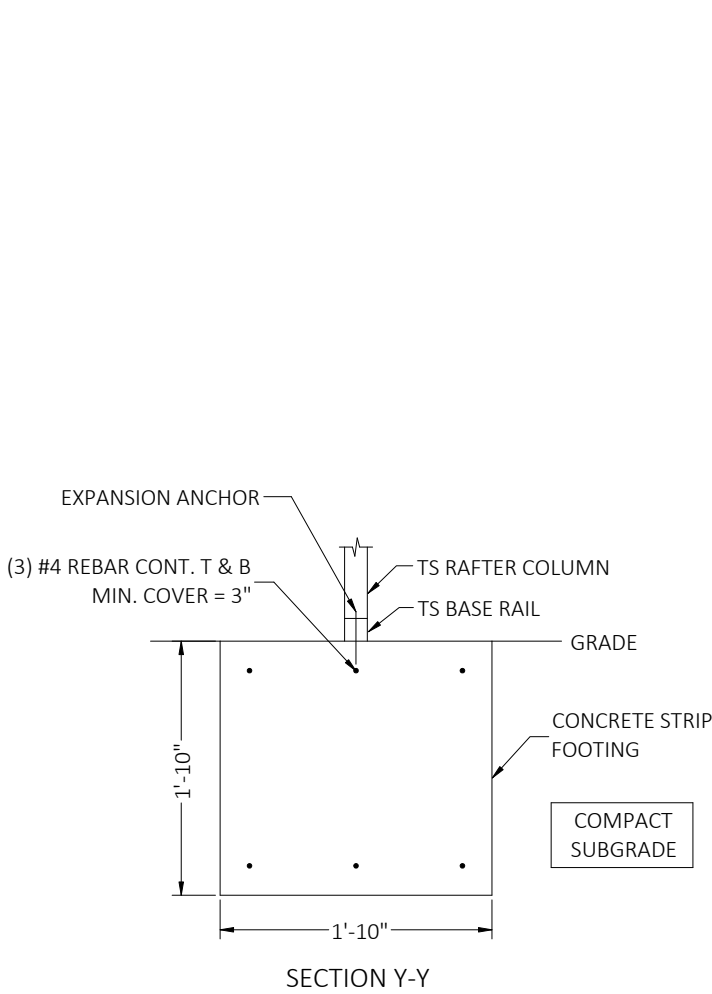 EXPANSION ANCHOR
(3) #4 REBAR CONT. T & B
MIN. COVER = 3"
TS RAFTER COLUMN
TS BASE RAIL
GRADE
CONCRETE STRIP
FOOTING
1'-10"
COMPACT
SUBGRADE
1'-10"
SECTION Y-Y